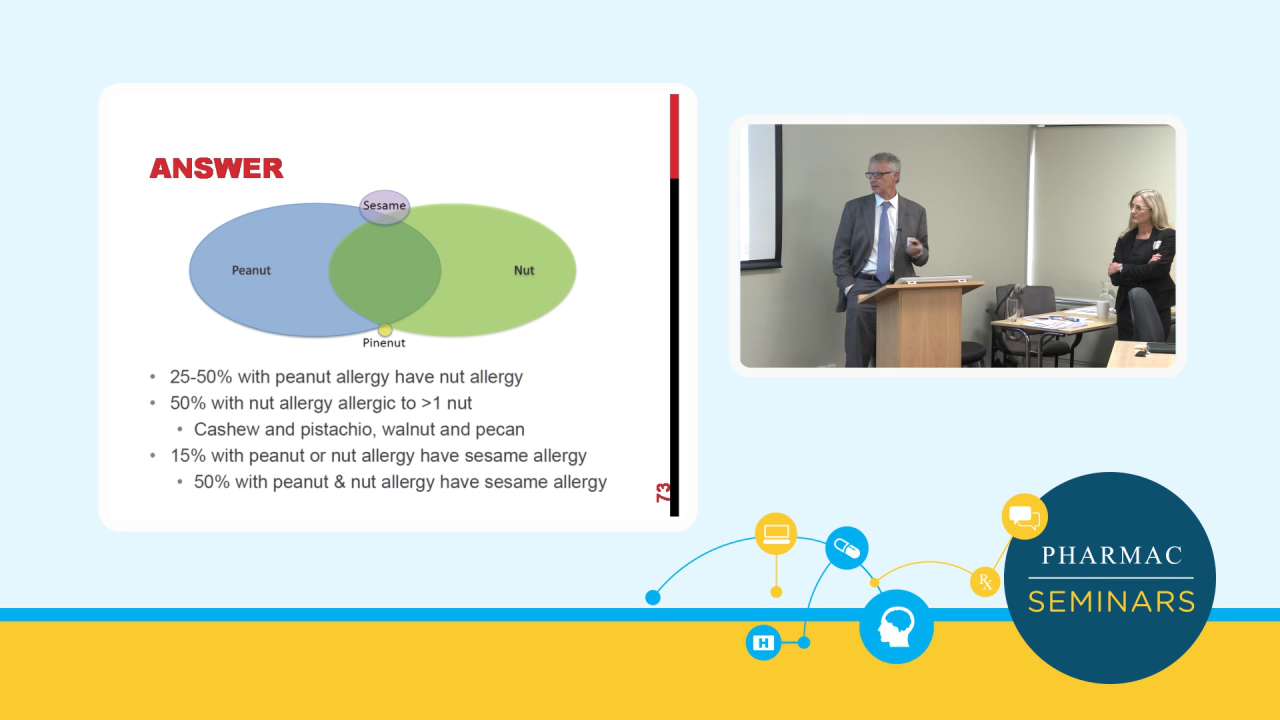 ANSWER
Sesame
Peanut
Nut
Pinenut
• 25-50% with peanut allergy have nut allergy
• 50% with nut allergy allergic to >1 nut
• Cashew and pistachio, walnut and pecan
• 15% with peanut or nut allergy have sesame allergy
• 50% with peanut & nut allergy have sesame allergy
73
PHARMAC
SEMINARS
Rx
H